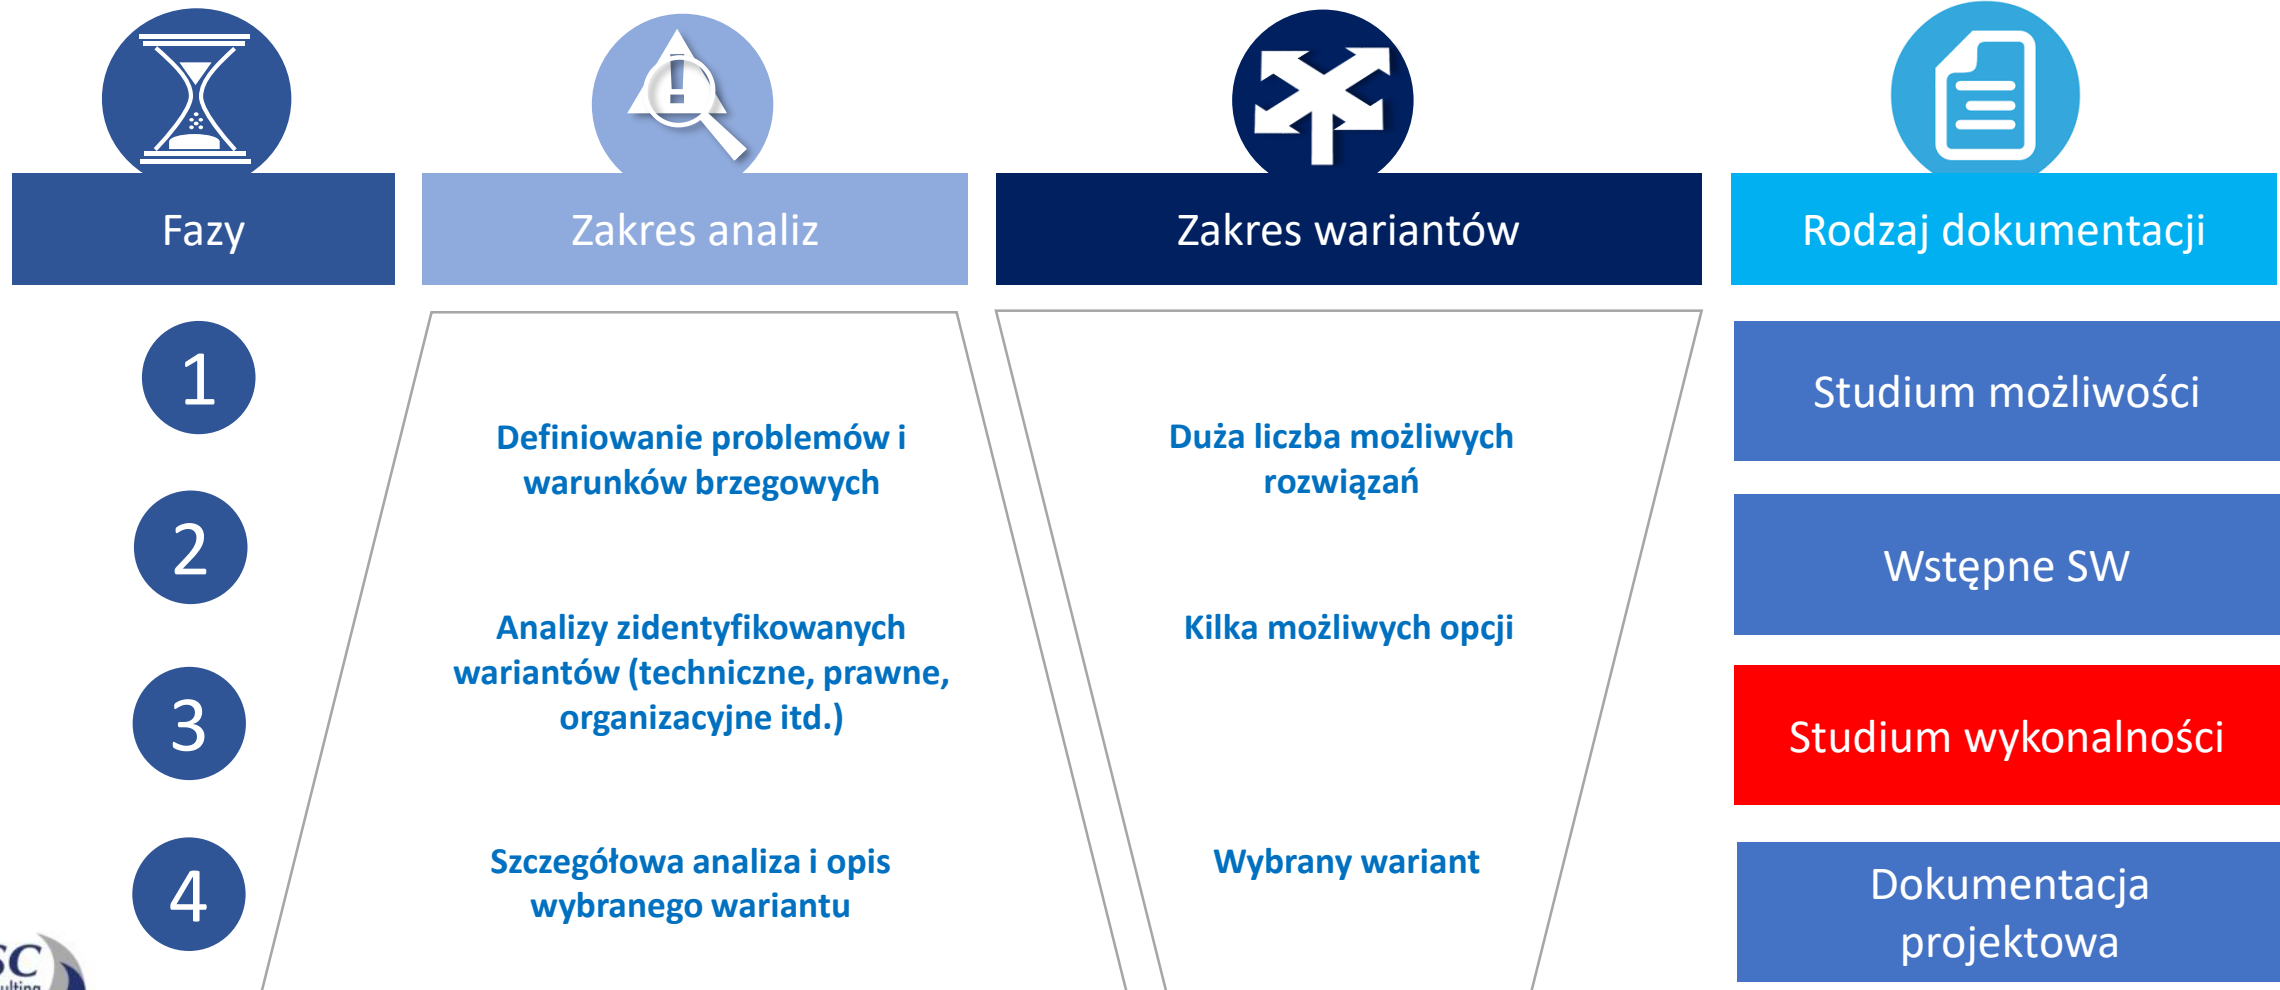 Fazy
Zakres analiz
Zakres wariantów
Rodzaj dokumentacji
1
Definiowanie problemów i
warunków brzegowych
Duża liczba możliwych
rozwiązań
Studium możliwości
2
Wstępne SW
Analizy zidentyfikowanych
wariantów (techniczne, prawne,
organizacyjne itd.)
Kilka możliwych opcji
3
Studium wykonalności
4
Szczegółowa analiza i opis
wybranego wariantu
Wybrany wariant
Dokumentacja
projektowa